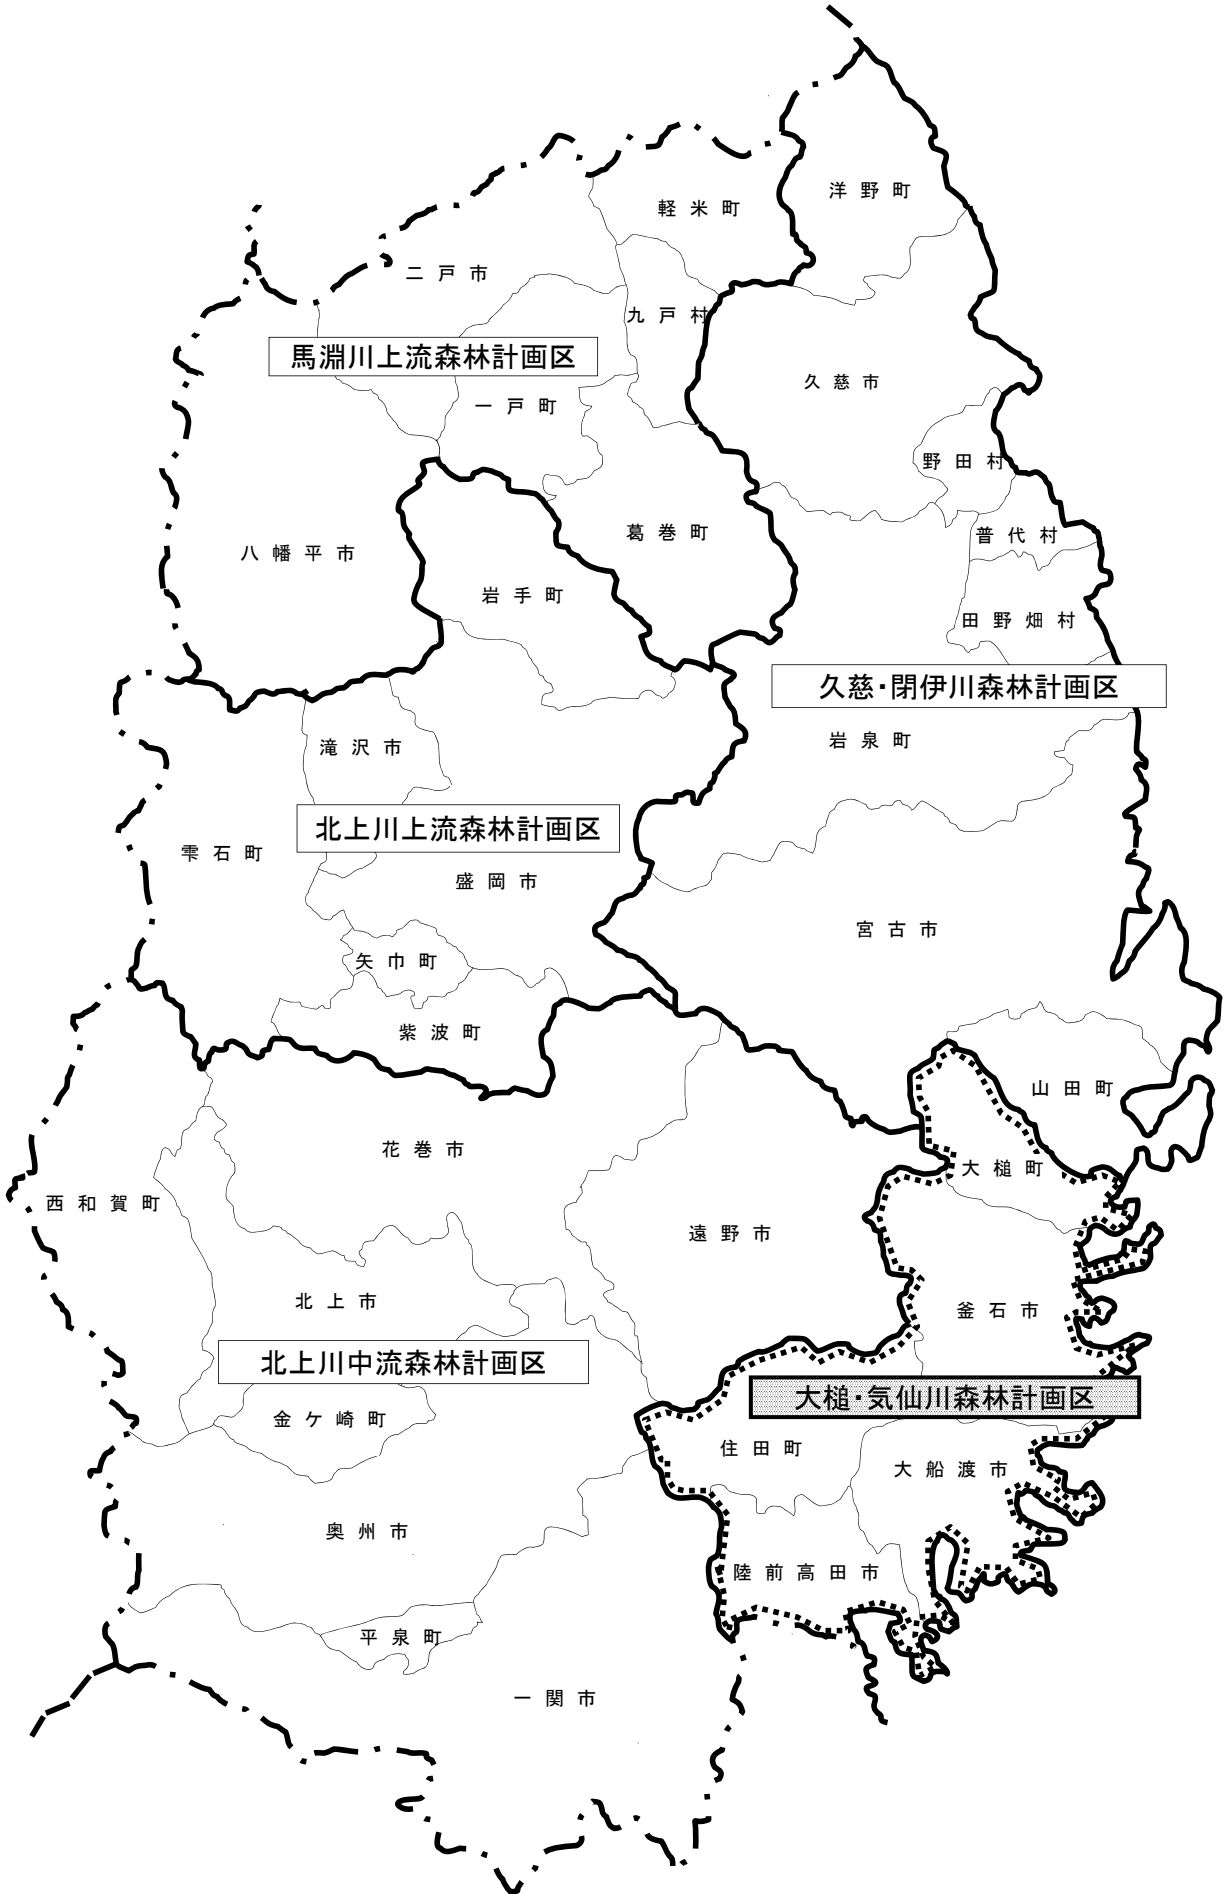 洋野町
軽米町
二戸市
九戸村
馬淵川上流森林計画区
久慈市
一戸町
野田村
葛巻町
普代村
八幡平市
岩手町
田野畑村
久慈・閉伊川森林計画区
岩泉町
滝沢市
北上川上流森林計画区
雫石町
盛岡市
宮古市
矢巾町
紫波町
山田町
花巻市
大槌町
西和賀町
遠野市
北上市
釜石市
北上川中流森林計画区
大槌・気仙川森林計画区
金ケ崎町
住田町
大船渡市
奥州市
陸前高田市
平泉町
一関市